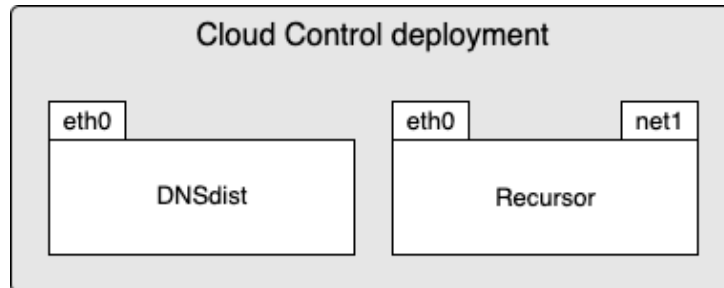 Cloud Control deployment
eth0
eth0
net1
DNSdist
Recursor